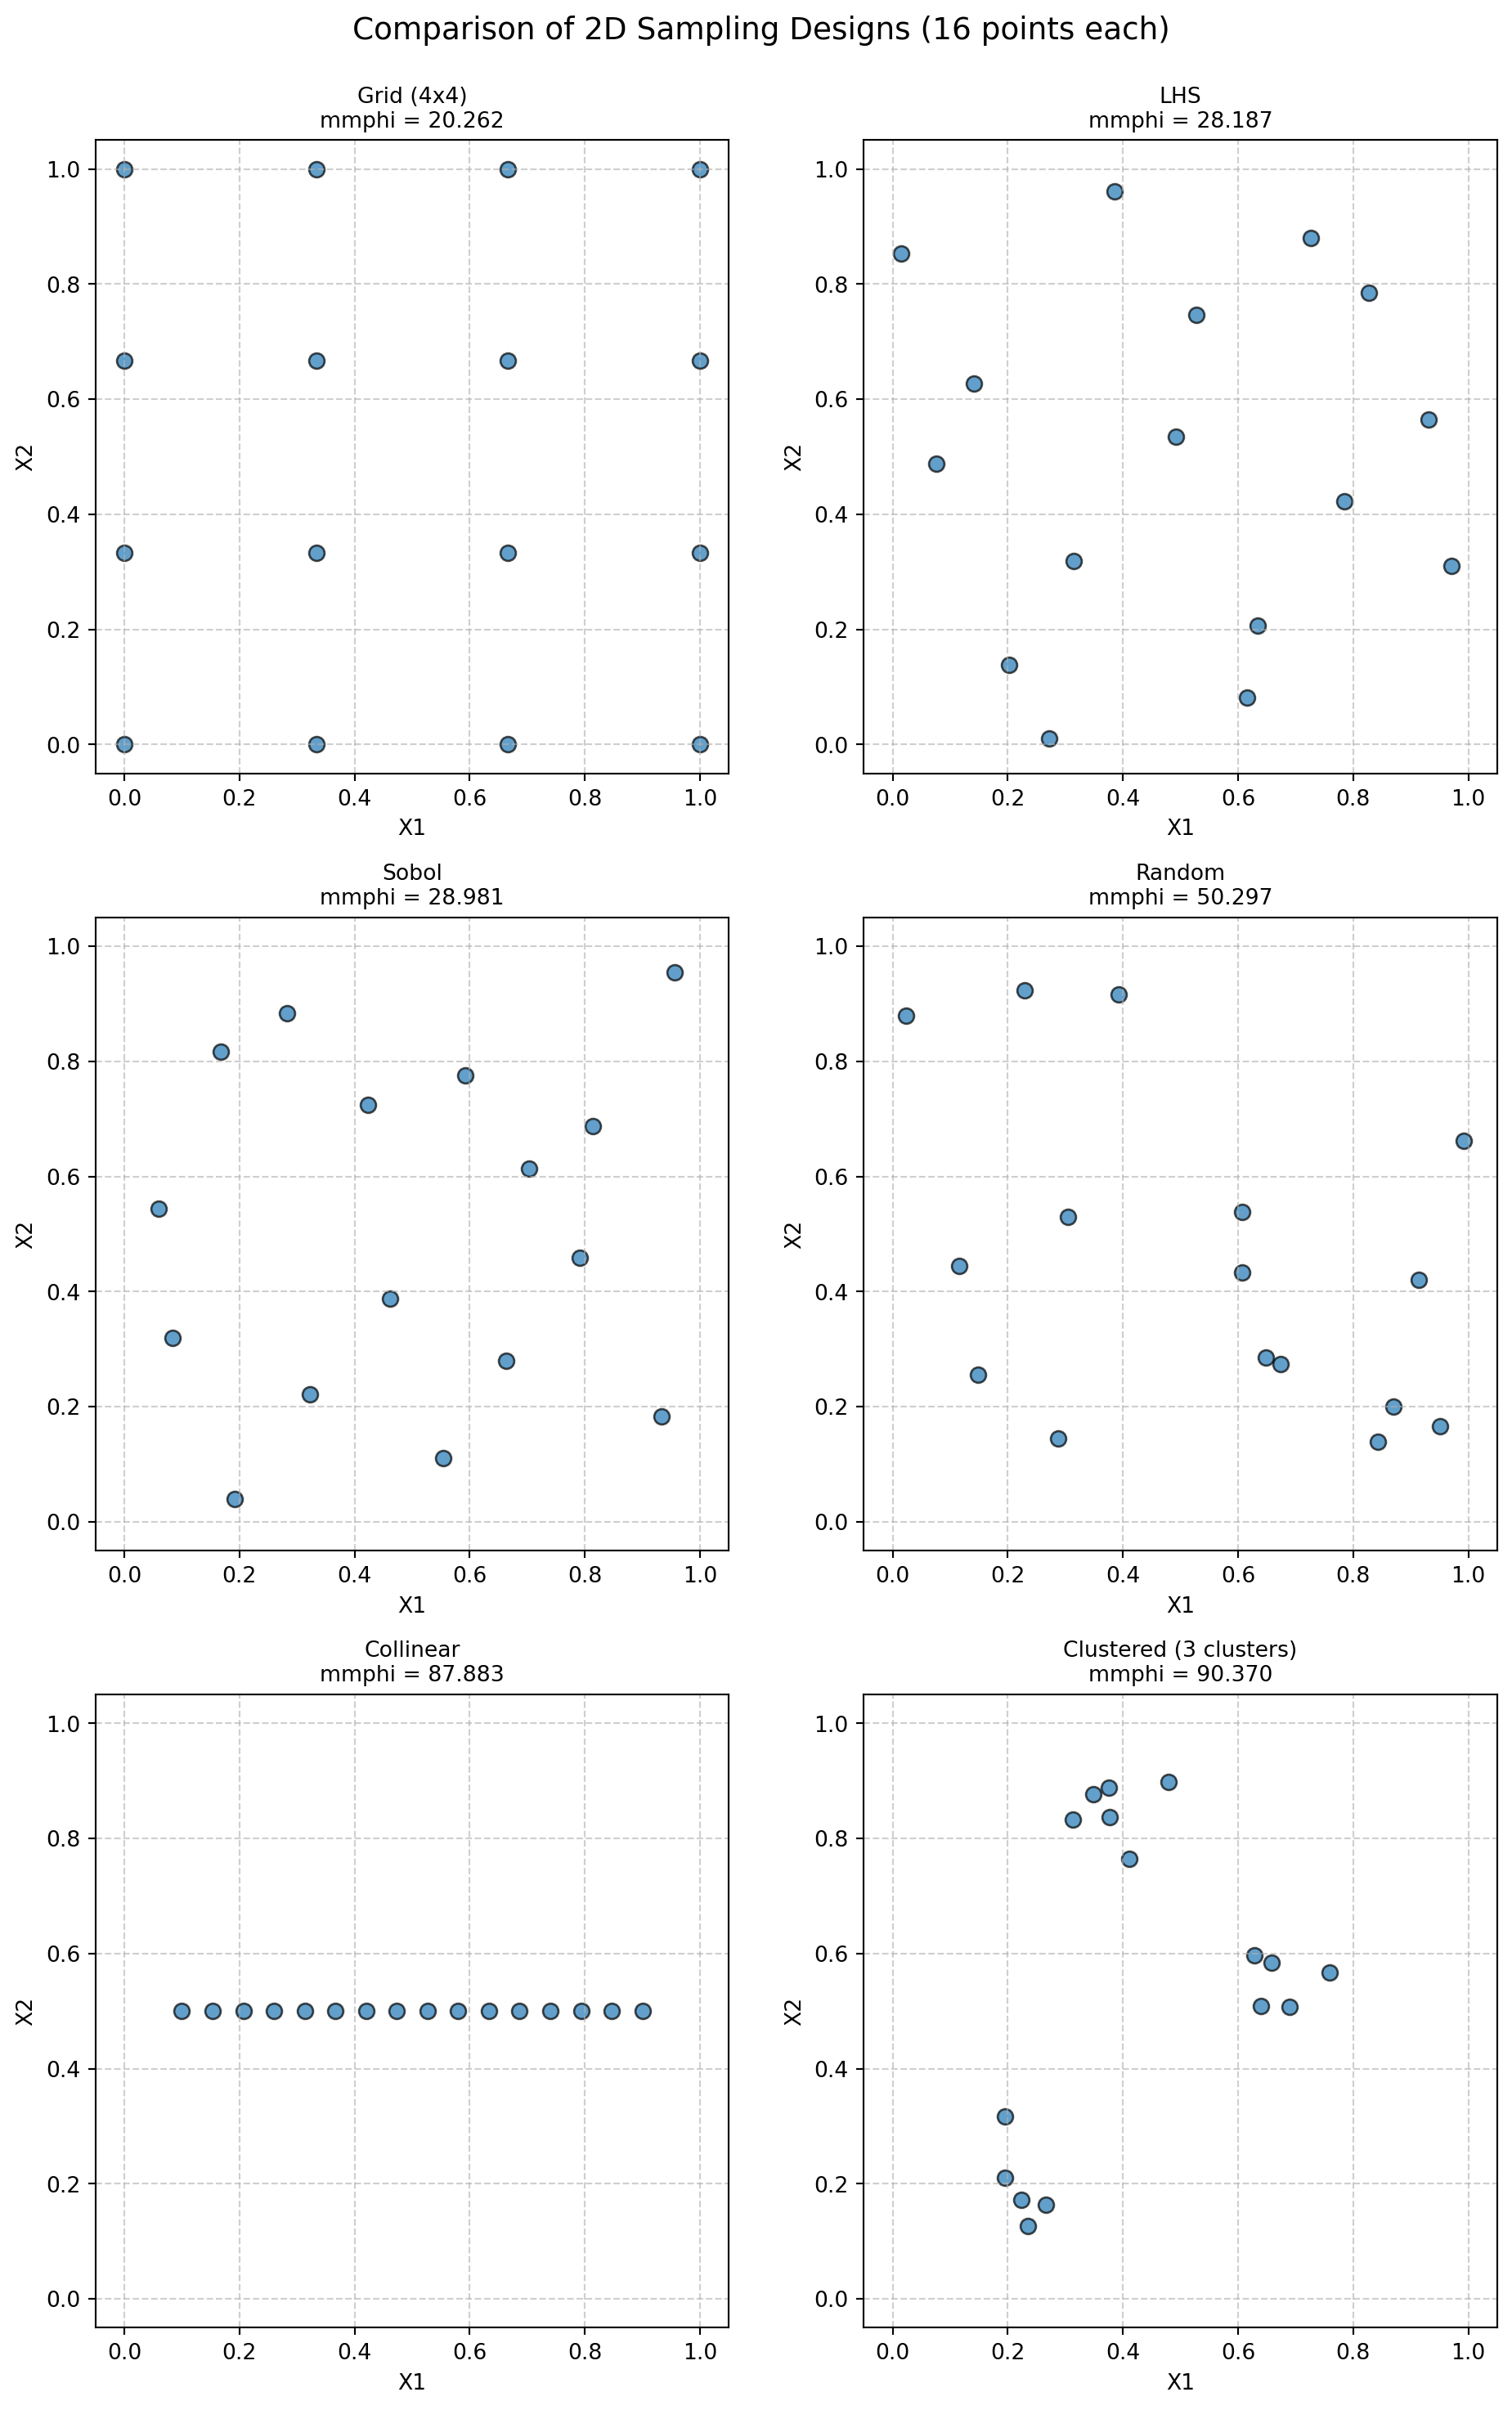 Comparison of 2D Sampling Designs (16 points each)
Grid (4x4)
mmphi = 20.262
1.0
0.8
0.6
0.4
0.2
0.0
X2
0.0 0.2 0.4 0.6 0.8 1.0
X1
LHS
mmphi = 28.187
1.0
0.8
0.6
0.4
0.2
0.0
X2
0.0 0.2 0.4 0.6 0.8 1.0
X1
Sobol
mmphi = 28.981
1.0
0.8
0.6
0.4
0.2
0.0
X2
0.0 0.2 0.4 0.6 0.8 1.0
X1
Random
mmphi = 50.297
1.0
0.8
0.6
0.4
0.2
0.0
X2
0.0 0.2 0.4 0.6 0.8 1.0
X1
Collinear
mmphi = 87.883
1.0
0.8
0.6
0.4
0.2
0.0
X2
0.0 0.2 0.4 0.6 0.8 1.0
X1
Clustered (3 clusters)
mmphi = 90.370
1.0
0.8
0.6
0.4
0.2
0.0
X2
0.0 0.2 0.4 0.6 0.8 1.0
X1